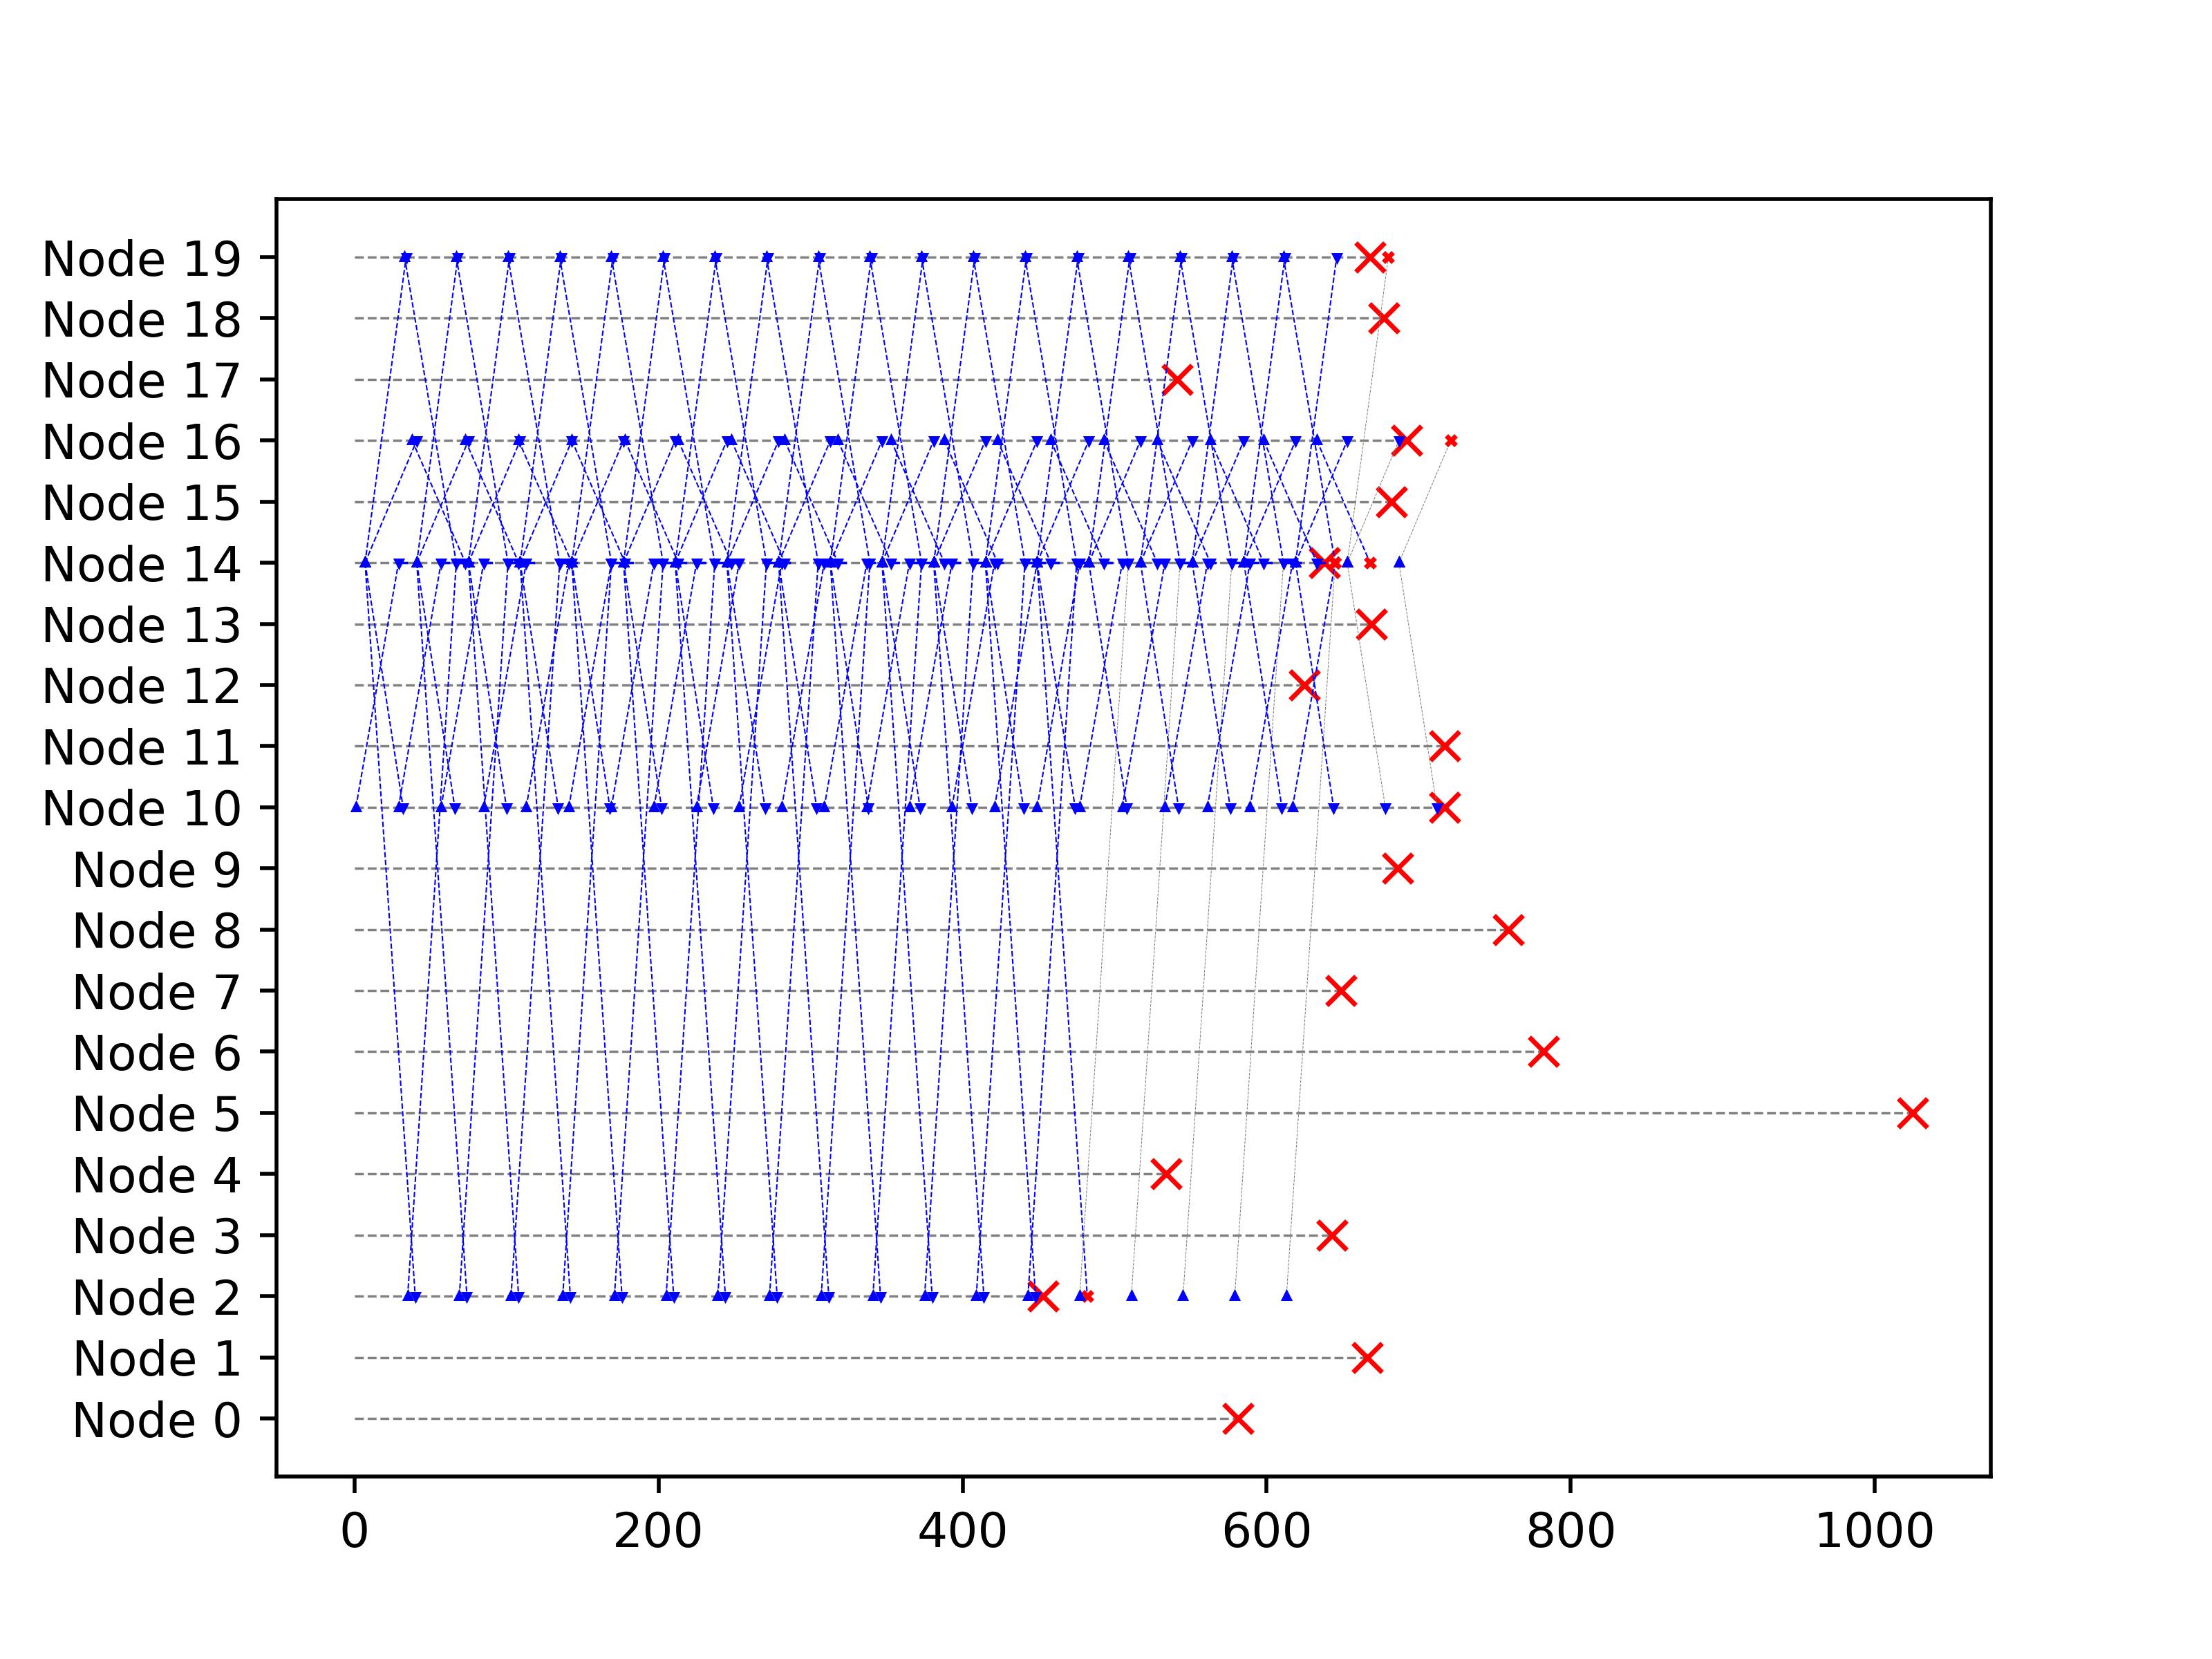 Node 19
Node 18
Node 17
Node 16
Node 15
Node 14
Node 13
Node 12
Node 11
Node 10
Node 9
Node 8
Node 7
Node 6
Node 5
Node 4
Node 3
Node 2
Node 1
Node 0
0 200 400 600 800 1000